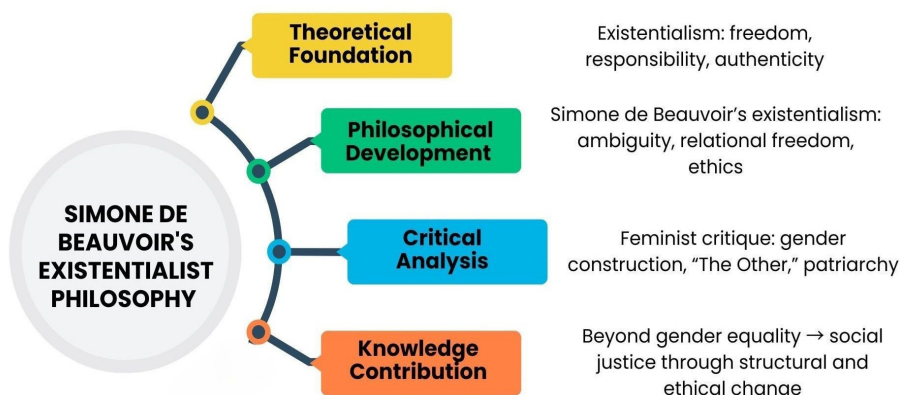 SIMONE DE
BEAUVOIR'S
EXISTENTIALIST
PHILOSOPHY
Theoretical
Foundation
Existentialism: freedom,
responsibility, authenticity
Philosophical
Development
Simone de Beauvoir’s existentialism:
ambiguity, relational freedom,
ethics
Critical
Analysis
Feminist critique: gender
construction, “The Other,” patriarchy
Knowledge
Contribution
Beyond gender equality → social
justice through structural and
ethical change